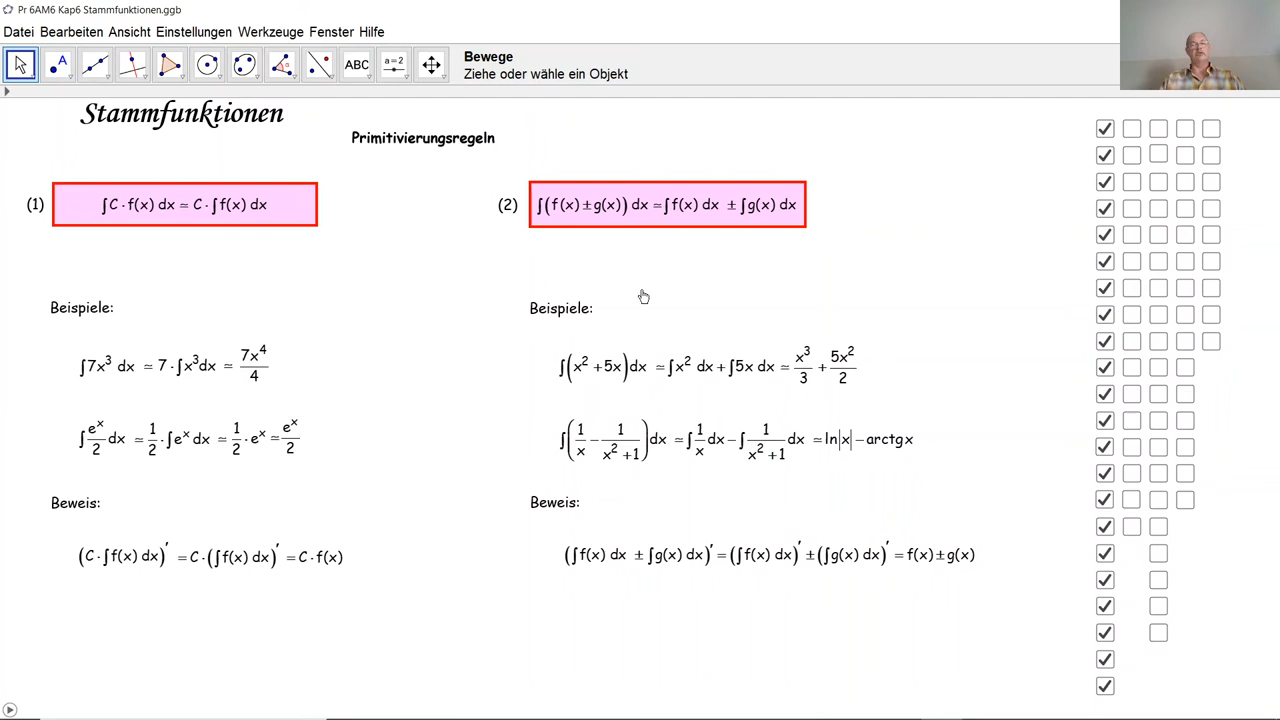 Pr 6AM6 Kap6 Stammfunktionen.ggb
Datei Bearbeiten Ansicht Einstellungen Werkzeuge Fenster Hilfe
A
ABC
a=2
Bewege
Ziehe oder wähle ein Objekt
Stammfunktionen
Primitivierungsregeln
(1) ∫C·f(x) dx ≃ C·∫f(x) dx
(2) ∫(f(x)±g(x)) dx ≃ ∫f(x) dx ± ∫g(x) dx
Beispiele:
∫7x³ dx ≃ 7·∫x³dx ≃ 7x⁴/4
∫eˣ/2 dx ≃ 1/2·∫eˣ dx ≃ 1/2·eˣ ≃ eˣ/2
Beweis:
(C·∫f(x) dx)′ = C·(∫f(x) dx)′ = C·f(x)
Beispiele:
∫(x²+5x)dx ≃ ∫x² dx + ∫5x dx ≃ x³/3 + 5x²/2
∫(1/x − 1/(x²+1))dx ≃ ∫1/x dx − ∫1/(x²+1) dx ≃ ln|x| − arctgx
Beweis:
(∫f(x) dx ± ∫g(x) dx)′ = (∫f(x) dx)′ ± (∫g(x) dx)′ = f(x)±g(x)